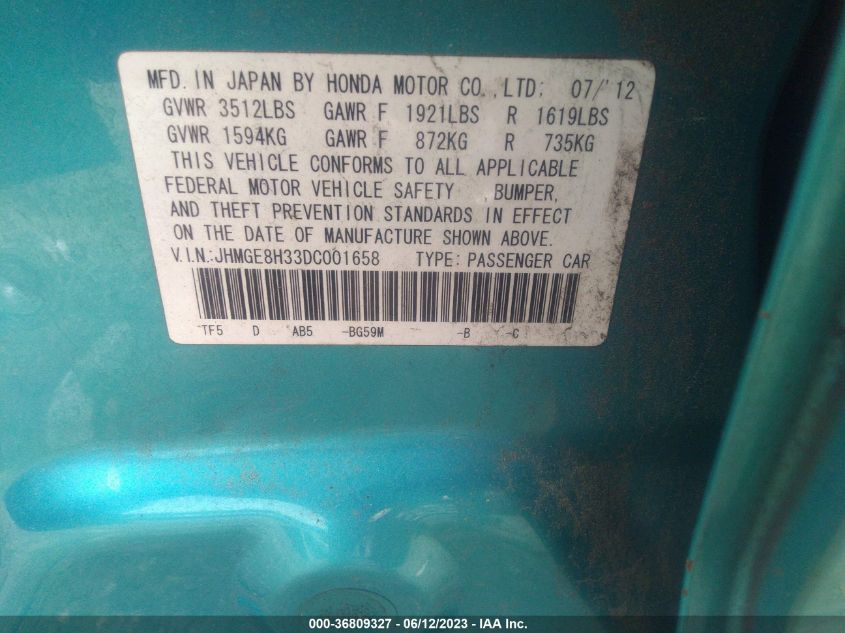 MFD. IN JAPAN BY HONDA MOTOR CO., LTD. 07/'12
GVWR 3512LBS GAWR F 1921LBS R 1619LBS
GVWR 1594KG GAWR F 872KG R 735KG
THIS VEHICLE CONFORMS TO ALL APPLICABLE
FEDERAL MOTOR VEHICLE SAFETY, BUMPER,
AND THEFT PREVENTION STANDARDS IN EFFECT
ON THE DATE OF MANUFACTURE SHOWN ABOVE.
V.I.N.:JHMGE8H33DC001658 TYPE: PASSENGER CAR
TF5 D AB5 -BG59M -B -C
000-36809327 - 06/12/2023 - IAA Inc.